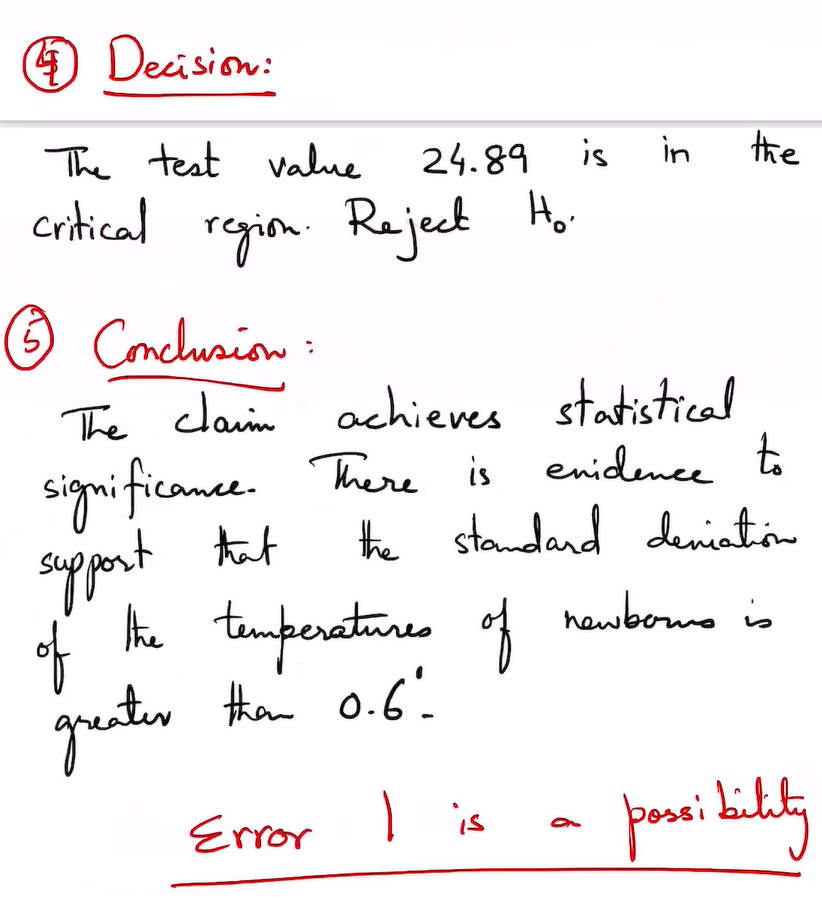 ④ Decision:
The test value 24.89 is in the
critical region. Reject H₀.
⑤ Conclusion:
The claim achieves statistical
significance. There is evidence to
support that the standard deviation
of the temperatures of newborns is
greater than 0.6°.
Error I is a possibility